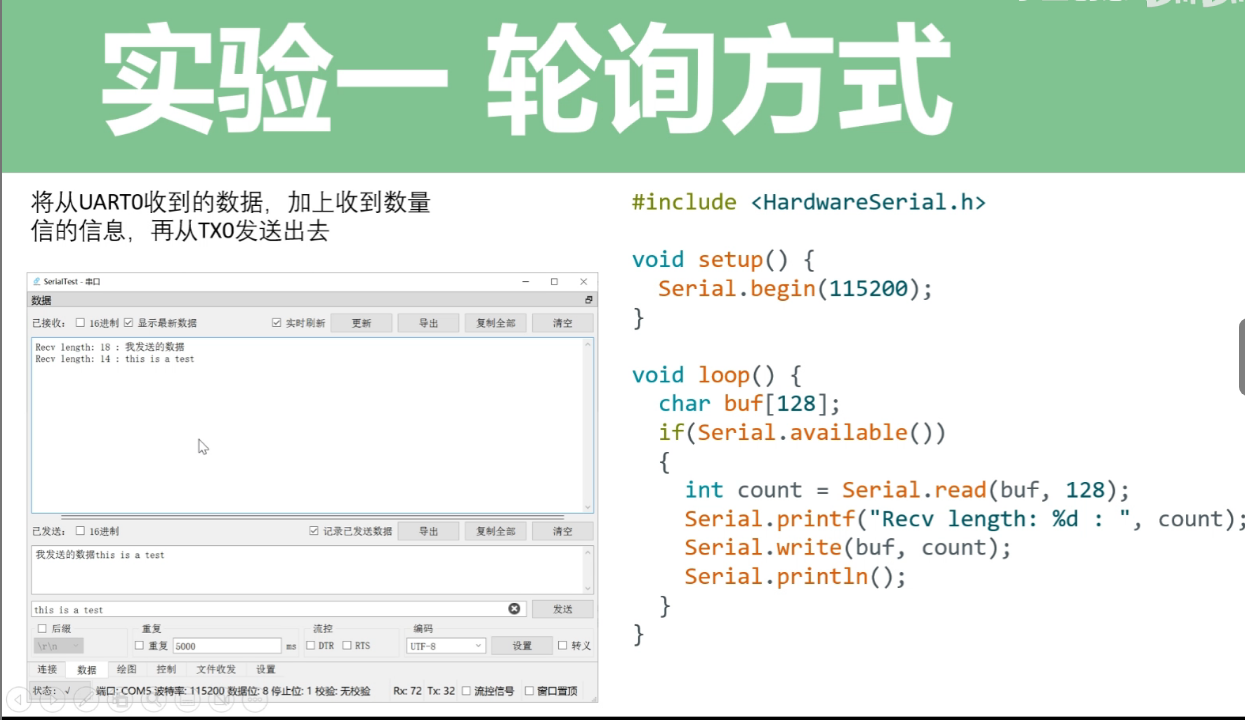 实验一 轮询方式
将从UART0收到的数据，加上收到数量
信的信息，再从TX0发送出去
SerialTest - 串口
数据
已接收： 16进制 显示最新数据 实时刷新 更新 导出 复制全部 清空
Recv length: 18 : 我发送的数据
Recv length: 14 : this is a test
已发送： 16进制 记录已发送数据 导出 复制全部 清空
我发送的数据this is a test
this is a test 发送
后缀 重复 流控 编码
\r\n 重复 5000 ms DTR RTS UTF-8 设置 转义
连接 数据 绘图 控制 文件收发 设置
状态： √ 端口: COM5 波特率: 115200 数据位: 8 停止位: 1 校验: 无校验 Rx: 72 Tx: 32 流控信号 窗口置顶
#include <HardwareSerial.h>
void setup() {
Serial.begin(115200);
}
void loop() {
char buf[128];
if(Serial.available())
{
int count = Serial.read(buf, 128);
Serial.printf("Recv length: %d : ", count);
Serial.write(buf, count);
Serial.println();
}
}